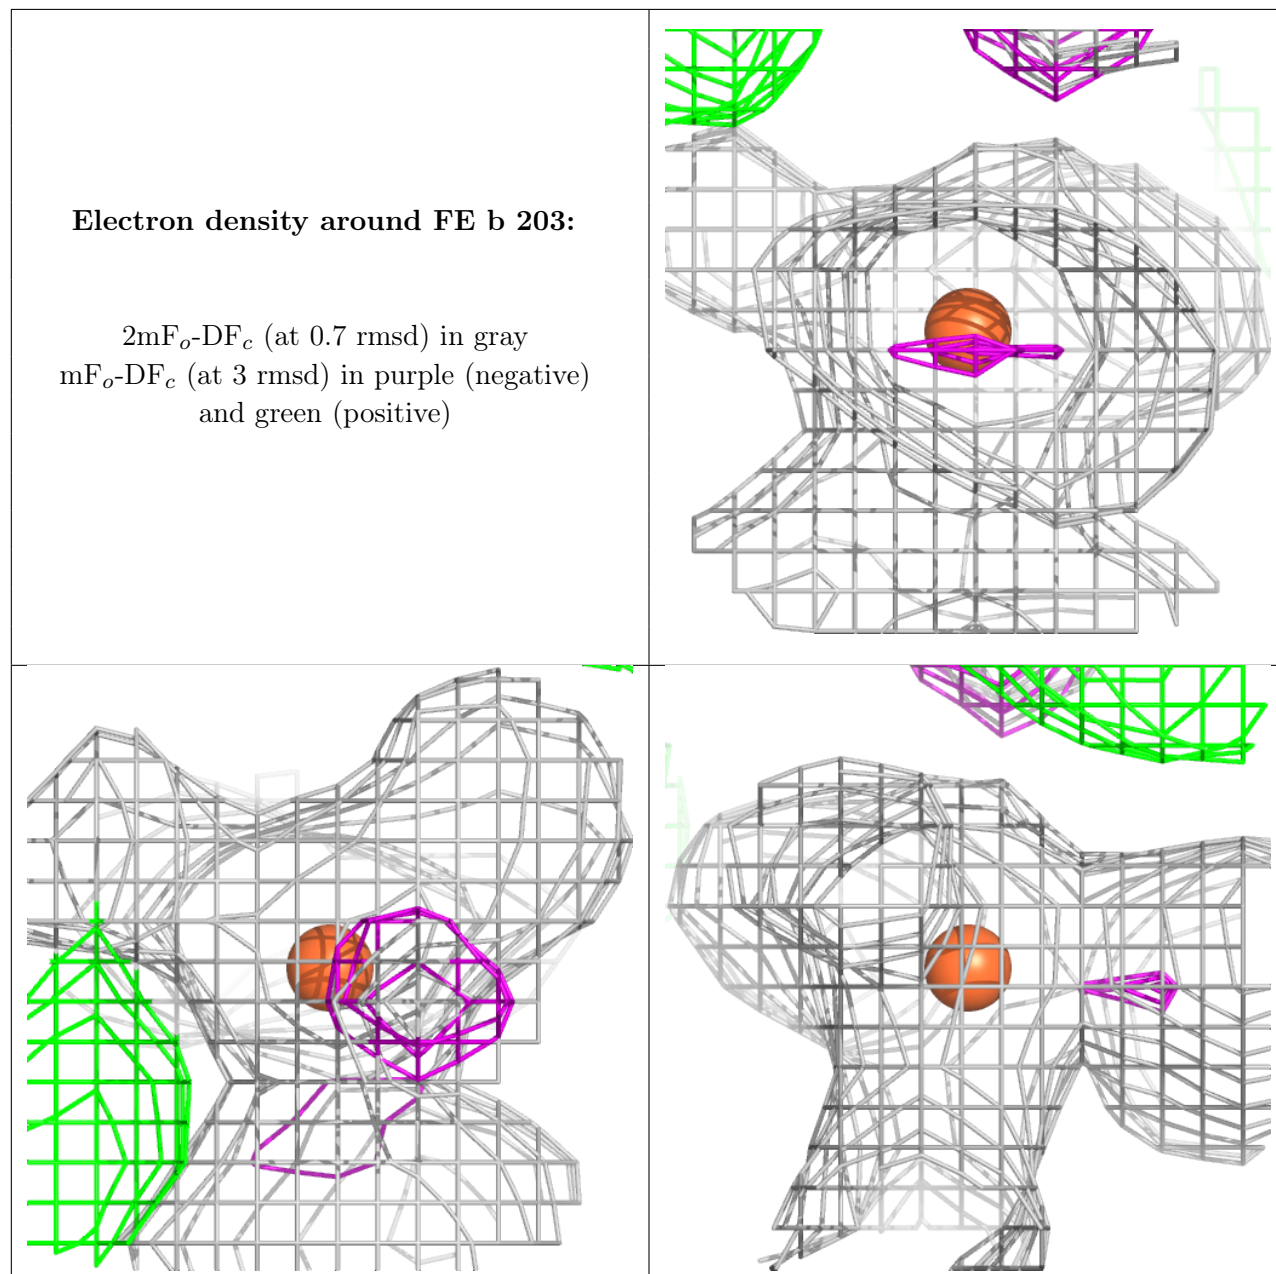 Electron density around FE b 203:
2mFₒ-DF𝑐 (at 0.7 rmsd) in gray
mFₒ-DF𝑐 (at 3 rmsd) in purple (negative)
and green (positive)